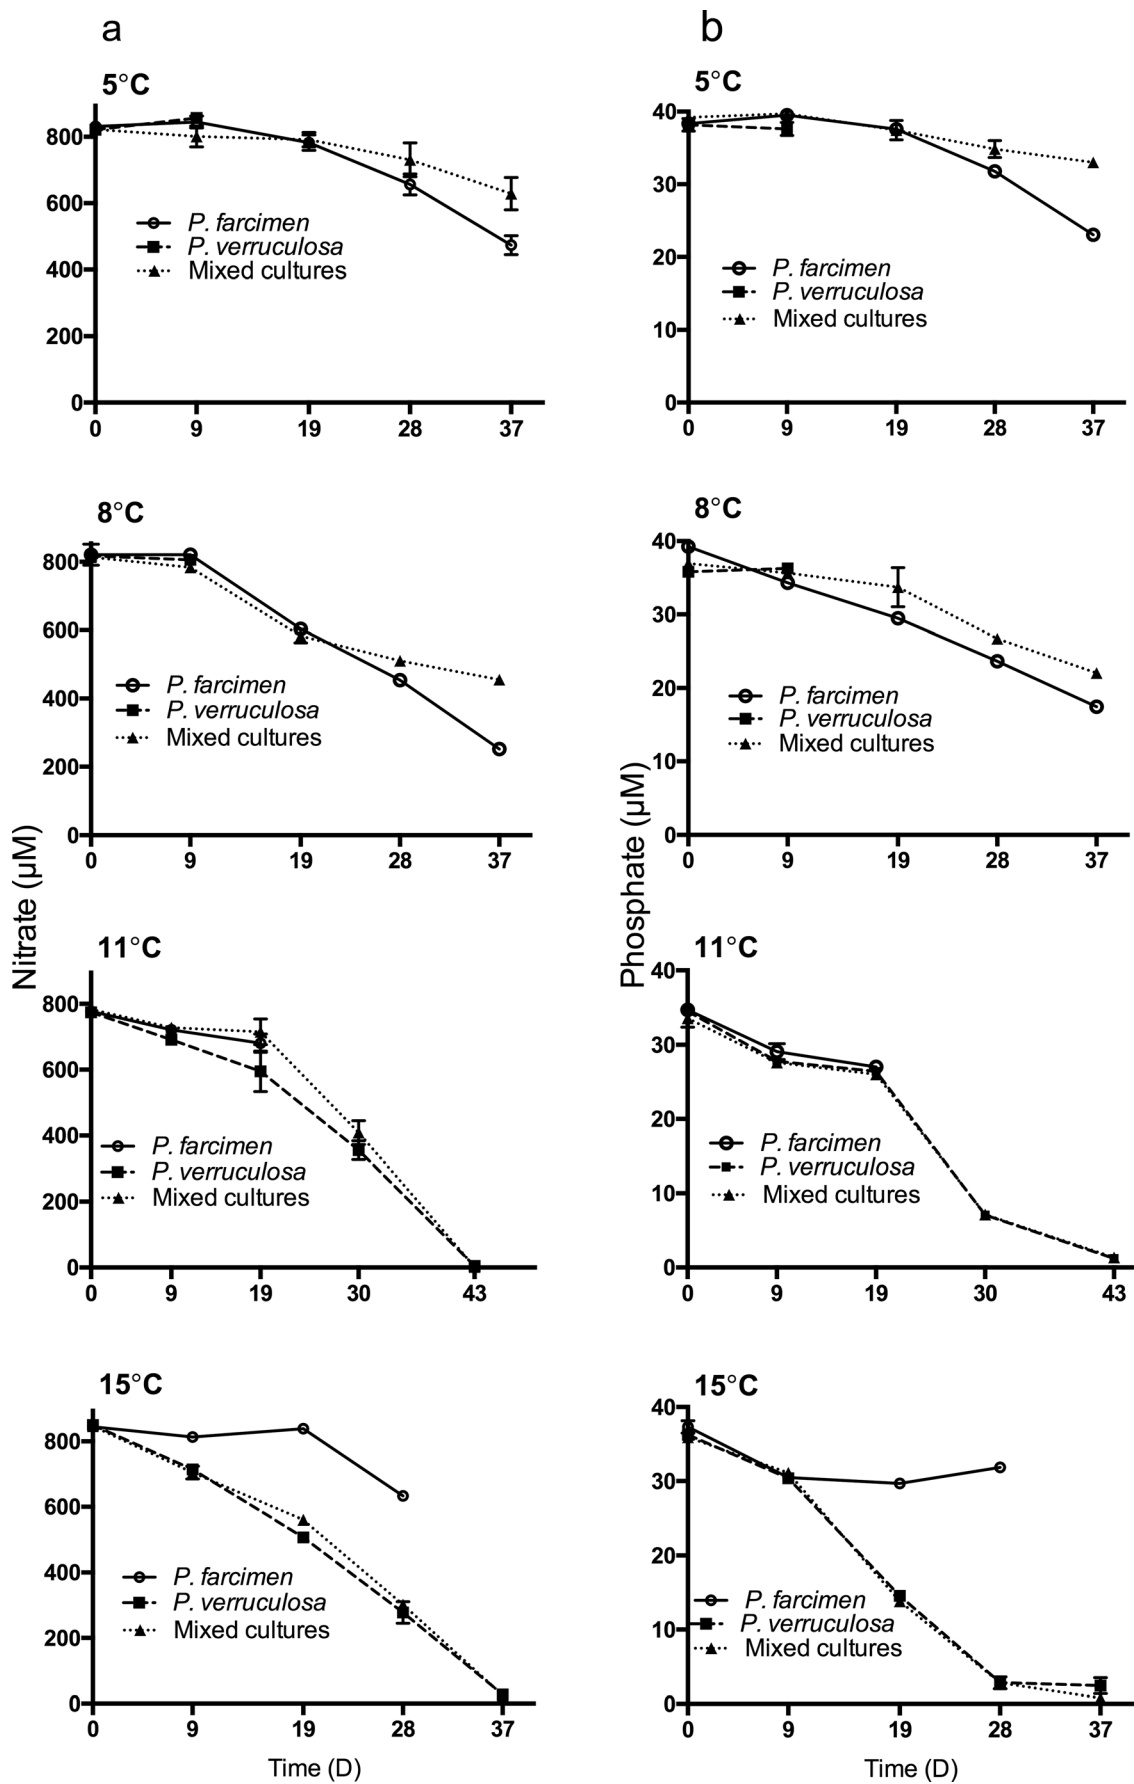 a
b
5°C
800
600
400
200
0
P. farcimen
P. verruculosa
Mixed cultures
0 9 19 28 37
5°C
40
30
20
10
0
P. farcimen
P. verruculosa
Mixed cultures
0 9 19 28 37
8°C
800
600
400
200
0
P. farcimen
P. verruculosa
Mixed cultures
0 9 19 28 37
8°C
40
30
20
10
0
P. farcimen
P. verruculosa
Mixed cultures
0 9 19 28 37
Nitrate (µM)
Phosphate (µM)
11°C
800
600
400
200
0
P. farcimen
P. verruculosa
Mixed cultures
0 9 19 30 43
11°C
40
30
20
10
0
P. farcimen
P. verruculosa
Mixed cultures
0 9 19 30 43
15°C
800
600
400
200
0
P. farcimen
P. verruculosa
Mixed cultures
0 9 19 28 37
Time (D)
15°C
40
30
20
10
0
P. farcimen
P. verruculosa
Mixed cultures
0 9 19 28 37
Time (D)